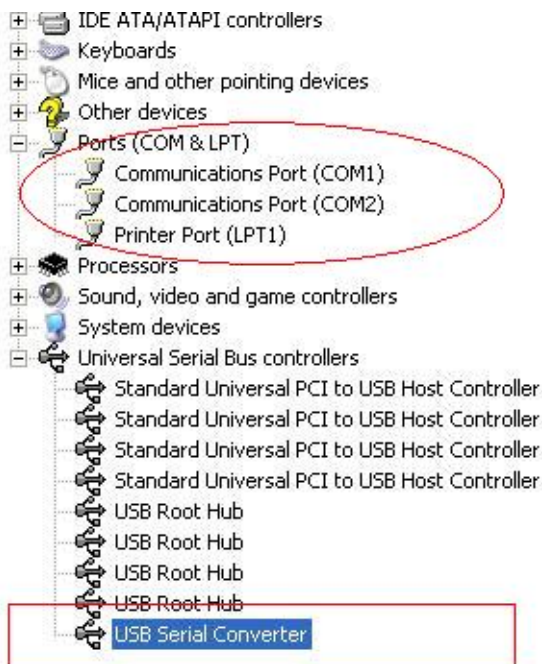 IDE ATA/ATAPI controllers
Keyboards
Mice and other pointing devices
Other devices
Ports (COM & LPT)
Communications Port (COM1)
Communications Port (COM2)
Printer Port (LPT1)
Processors
Sound, video and game controllers
System devices
Universal Serial Bus controllers
Standard Universal PCI to USB Host Controller
Standard Universal PCI to USB Host Controller
Standard Universal PCI to USB Host Controller
Standard Universal PCI to USB Host Controller
USB Root Hub
USB Root Hub
USB Root Hub
USB Root Hub
USB Serial Converter